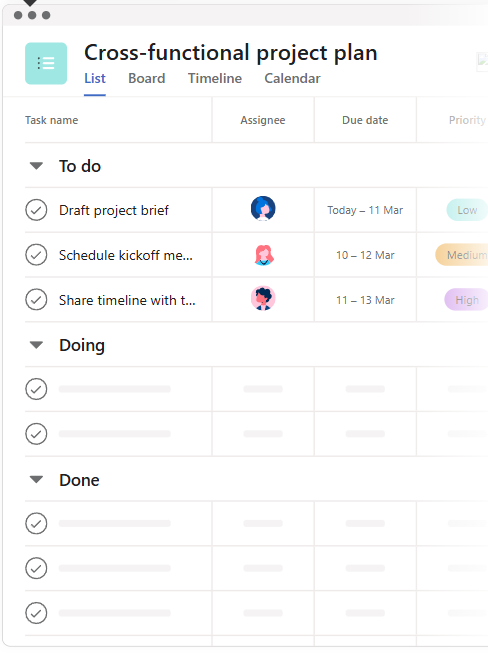 Cross-functional project plan
List Board Timeline Calendar
Task name Assignee Due date Priority
To do
Draft project brief Today – 11 Mar Low
Schedule kickoff me... 10 – 12 Mar Medium
Share timeline with t... 11 – 13 Mar High
Doing
Done